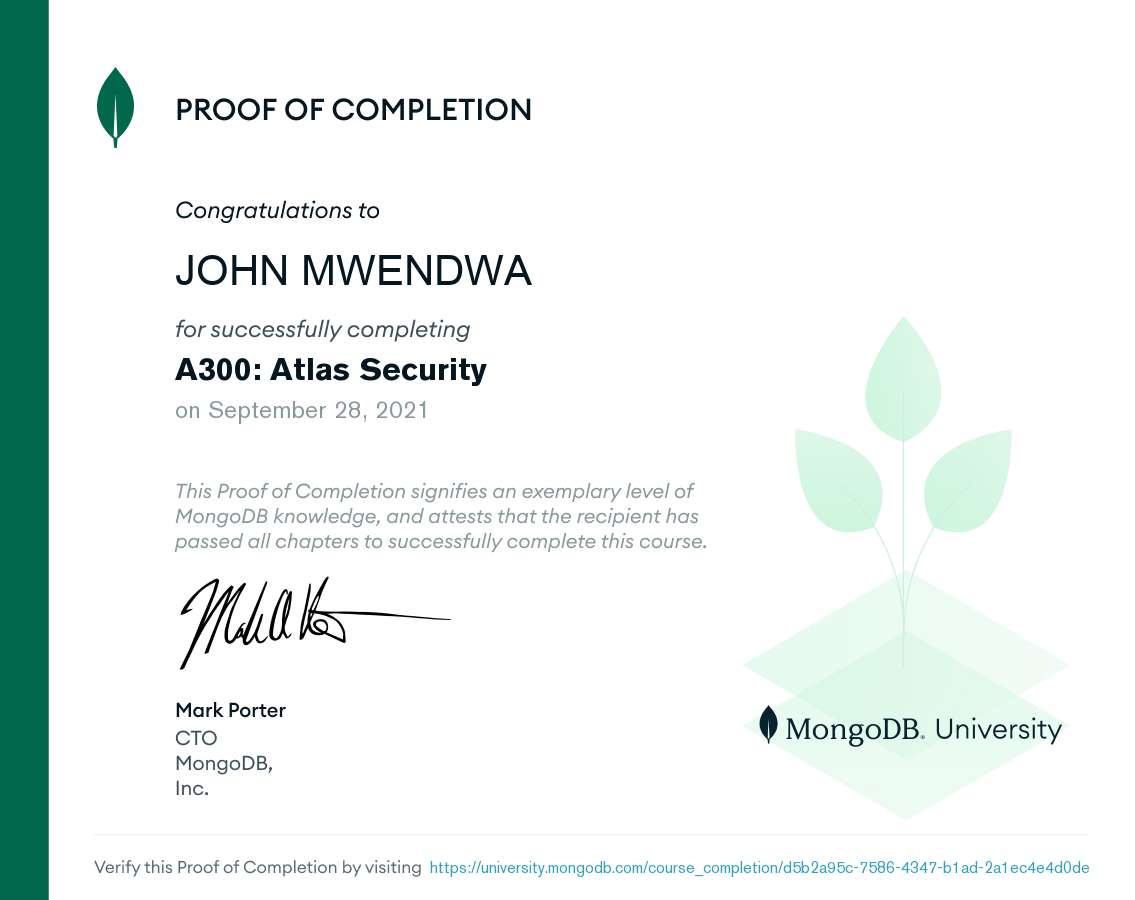 PROOF OF COMPLETION
Congratulations to
JOHN MWENDWA
for successfully completing
A300: Atlas Security
on September 28, 2021
This Proof of Completion signifies an exemplary level of
MongoDB knowledge, and attests that the recipient has
passed all chapters to successfully complete this course.
Mark Porter
CTO
MongoDB,
Inc.
MongoDB. University
Verify this Proof of Completion by visiting https://university.mongodb.com/course_completion/d5b2a95c-7586-4347-b1ad-2a1ec4e4d0de